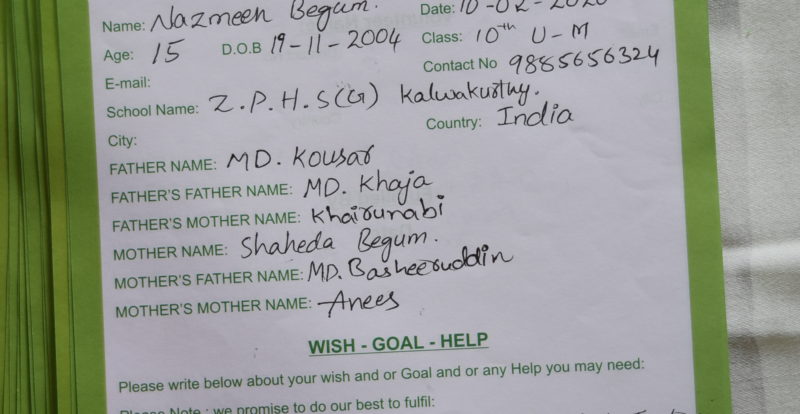 Name: Nazmeen Begum. Date: 10-02-2020
Age: 15 D.O.B 19-11-2004 Class: 10th U-M
E-mail: Contact No 9885656324
School Name: Z.P.H.S(G) Kalwakurthy.
City: Country: India
FATHER NAME: MD. Kousar
FATHER'S FATHER NAME: MD. Khaja
FATHER'S MOTHER NAME: Khairunabi
MOTHER NAME: Shaheda Begum.
MOTHER'S FATHER NAME: MD. Basheeruddin
MOTHER'S MOTHER NAME: Anees
WISH - GOAL - HELP
Please write below about your wish and or Goal and or any Help you may need:
Please Note : we promise to do our best to fulfil: